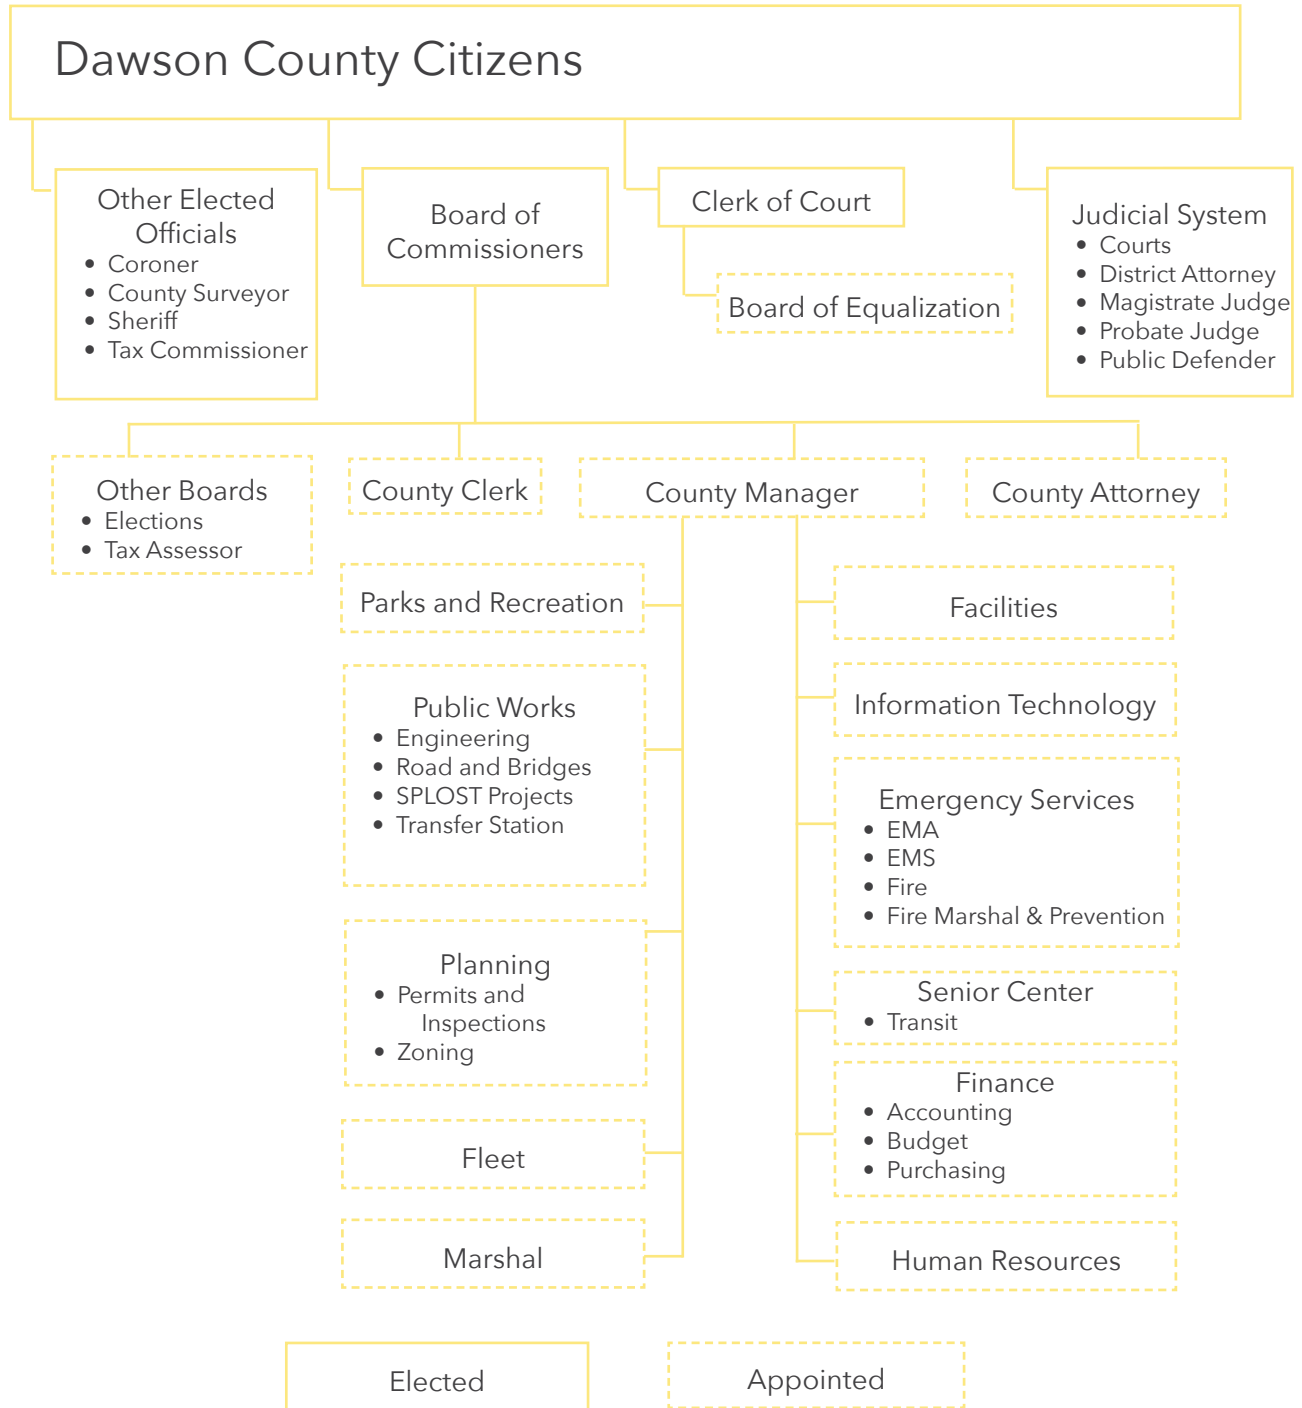 Dawson County Citizens
Other Elected
Officials
• Coroner
• County Surveyor
• Sheriff
• Tax Commissioner
Board of
Commissioners
Clerk of Court
Board of Equalization
Judicial System
• Courts
• District Attorney
• Magistrate Judge
• Probate Judge
• Public Defender
Other Boards
• Elections
• Tax Assessor
County Clerk
County Manager
County Attorney
Parks and Recreation
Public Works
• Engineering
• Road and Bridges
• SPLOST Projects
• Transfer Station
Planning
• Permits and
Inspections
• Zoning
Fleet
Marshal
Facilities
Information Technology
Emergency Services
• EMA
• EMS
• Fire
• Fire Marshal & Prevention
Senior Center
• Transit
Finance
• Accounting
• Budget
• Purchasing
Human Resources
Elected
Appointed